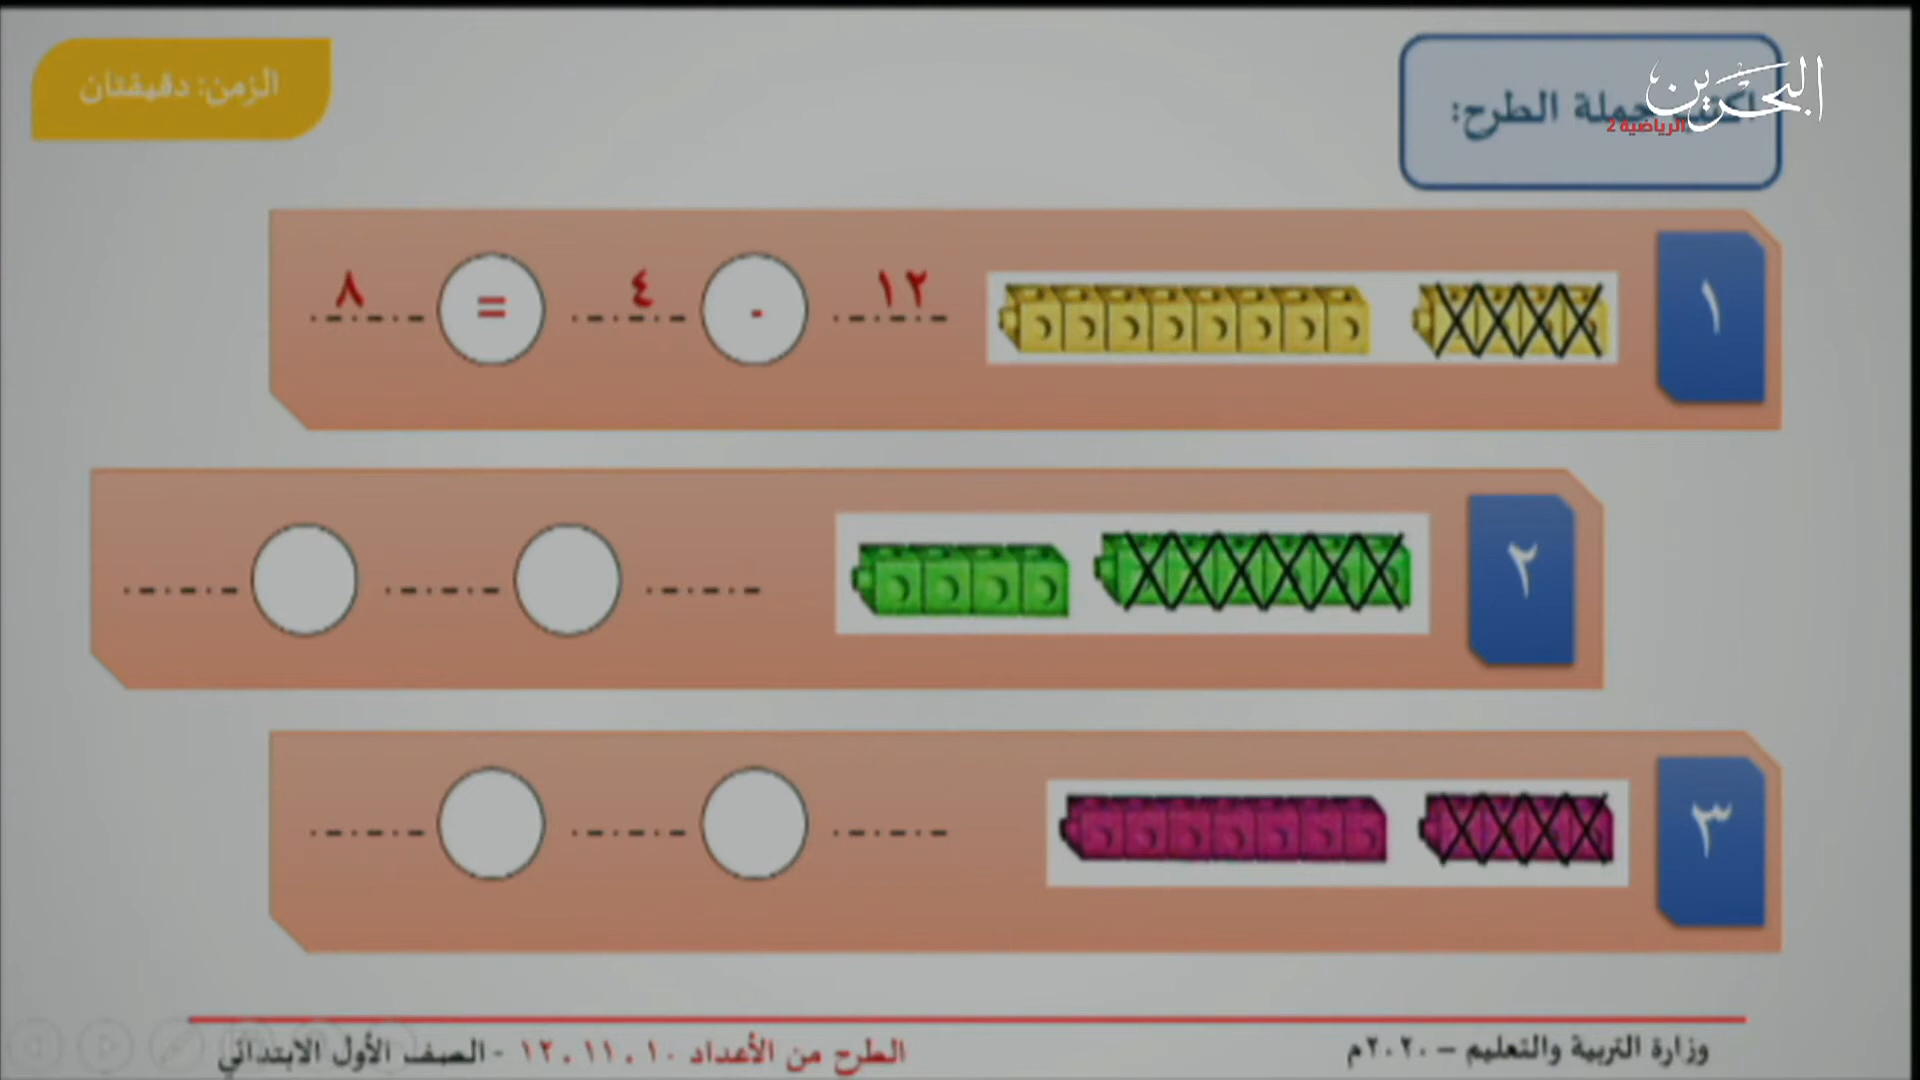 البحرين
الرياضية 2
اكتب جملة الطرح:
الزمن: دقيقتان
١
١٢ - ٤ = ٨
٢
٣
وزارة التربية والتعليم – ٢٠٢٠م
الطرح من الأعداد ١٠ ، ١١ ، ١٢ - الصف الأول الابتدائي